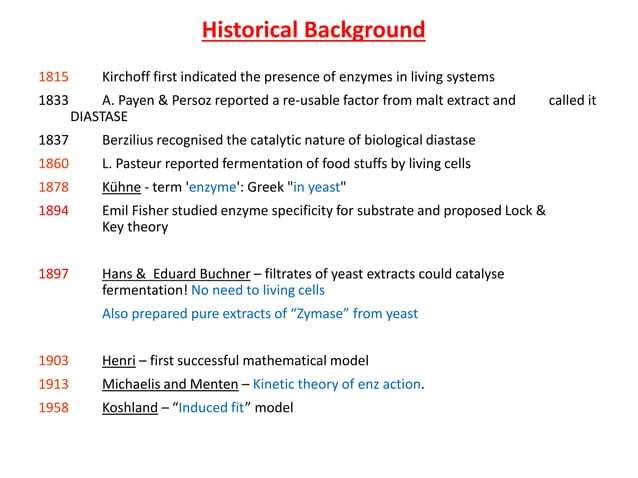 Historical Background
1815 Kirchoff first indicated the presence of enzymes in living systems
1833 A. Payen & Persoz reported a re-usable factor from malt extract and called it
DIASTASE
1837 Berzilius recognised the catalytic nature of biological diastase
1860 L. Pasteur reported fermentation of food stuffs by living cells
1878 Kühne - term 'enzyme': Greek "in yeast"
1894 Emil Fisher studied enzyme specificity for substrate and proposed Lock &
Key theory
1897 Hans & Eduard Buchner – filtrates of yeast extracts could catalyse
fermentation! No need to living cells
Also prepared pure extracts of “Zymase” from yeast
1903 Henri – first successful mathematical model
1913 Michaelis and Menten – Kinetic theory of enz action.
1958 Koshland – “Induced fit” model